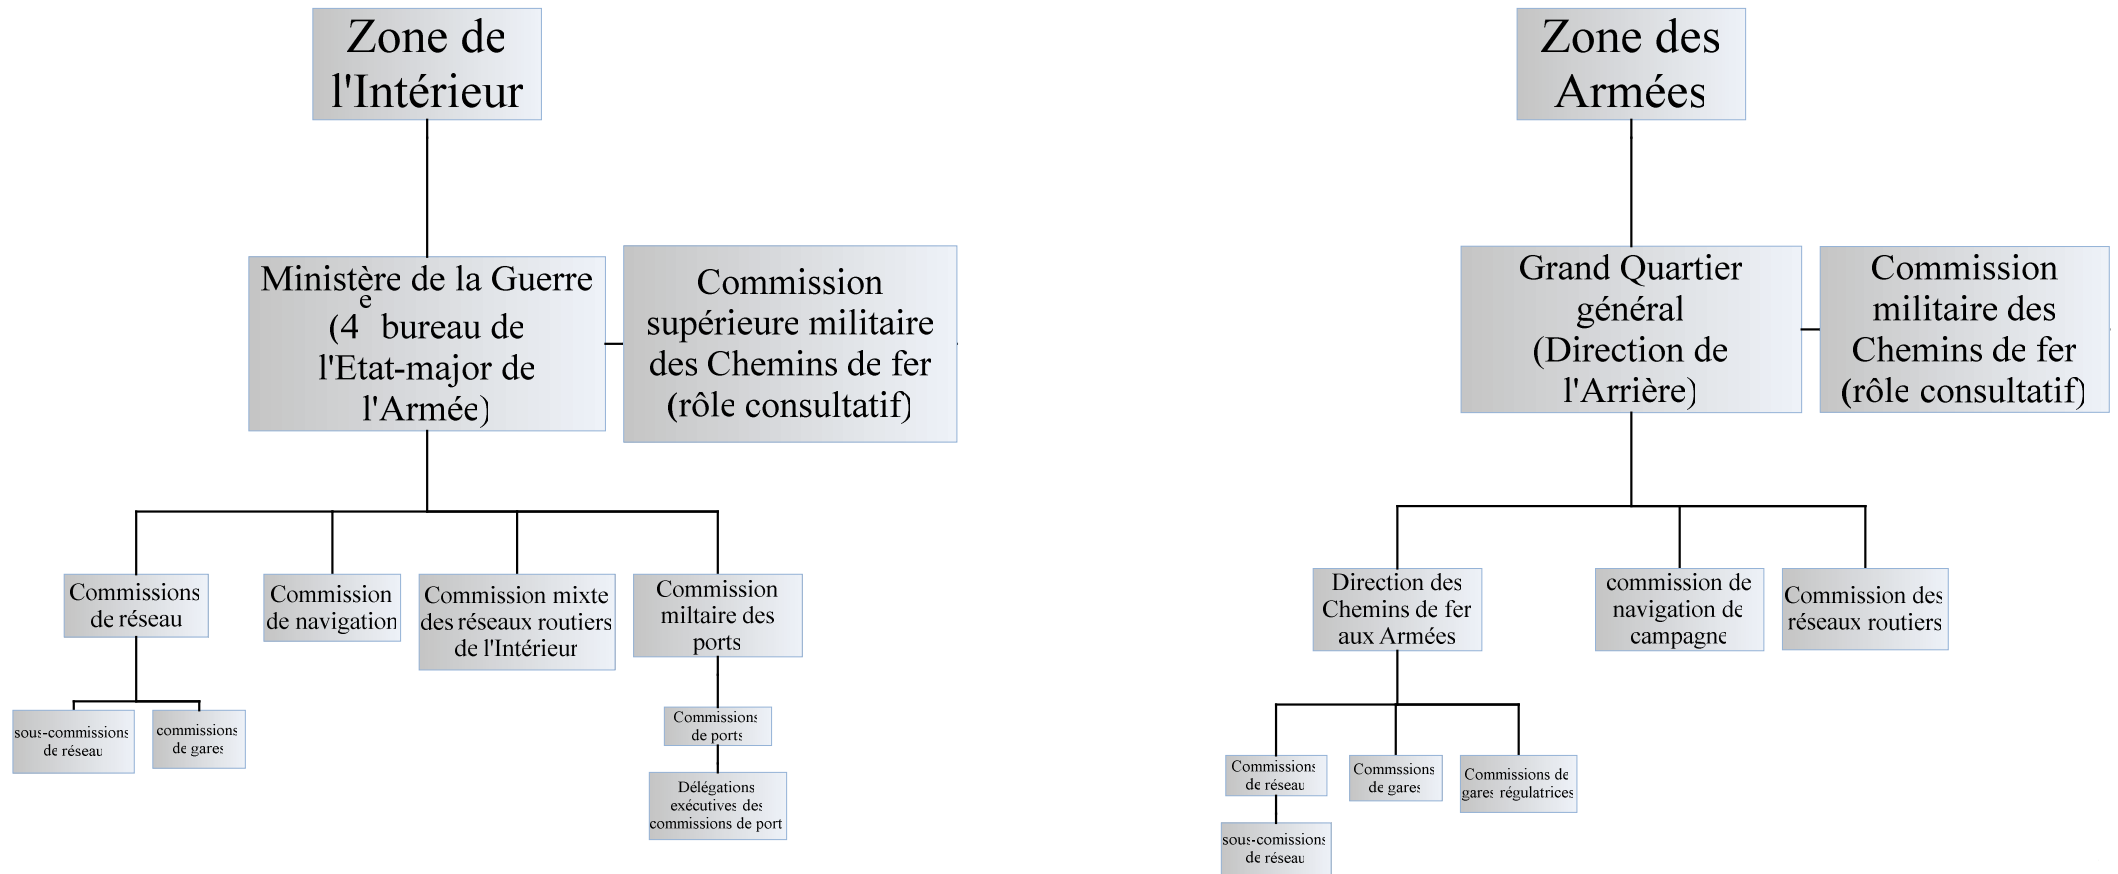 Zone de
l'Intérieur
Ministère de la Guerre
(4e bureau de
l'Etat-major de
l'Armée)
Commission
supérieure militaire
des Chemins de fer
(rôle consultatif)
Commissions
de réseau
Commission
de navigation
Commission mixte
des réseaux routiers
de l'Intérieur
Commission
miltaire des
ports
sous-commissions
de réseau
commissions
de gares
Commissions
de ports
Délégations
exécutives des
commissions de port
Zone des
Armées
Grand Quartier
général
(Direction de
l'Arrière)
Commission
militaire des
Chemins de fer
(rôle consultatif)
Direction des
Chemins de fer
aux Armées
commission de
navigation de
campagne
Commission des
réseaux routiers
Commissions
de réseau
Commssions
de gares
Commissions de
gares régulatrices
sous-comissions
de réseau